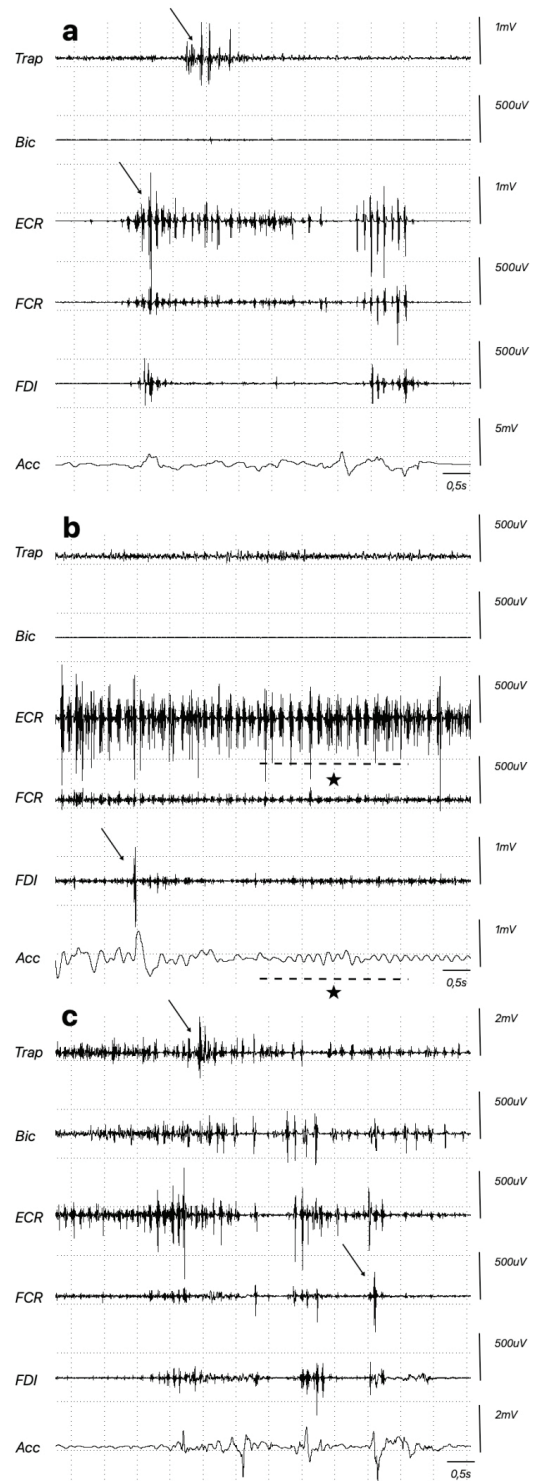 a
1mV
Trap
500uV
Bic
1mV
ECR
500uV
FCR
500uV
FDI
5mV
Acc
0,5s
b
500uV
Trap
500uV
Bic
500uV
ECR
500uV
FCR
1mV
FDI
1mV
Acc
0,5s
c
2mV
Trap
500uV
Bic
500uV
ECR
500uV
FCR
500uV
FDI
2mV
Acc
0,5s